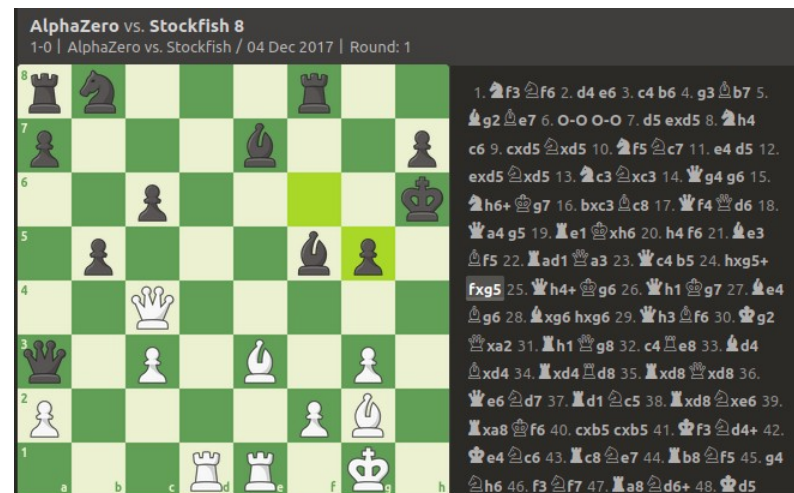 AlphaZero vs. Stockfish 8
1-0 | AlphaZero vs. Stockfish / 04 Dec 2017 | Round: 1
8
7
6
5
4
3
2
1
a b c d e f g h
1. ♞f3 ♘f6 2. d4 e6 3. c4 b6 4. g3 ♗b7 5.
♝g2 ♗e7 6. O-O O-O 7. d5 exd5 8. ♞h4
c6 9. cxd5 ♘xd5 10. ♞f5 ♘c7 11. e4 d5 12.
exd5 ♘xd5 13. ♞c3 ♘xc3 14. ♛g4 g6 15.
♞h6+ ♔g7 16. bxc3 ♗c8 17. ♛f4 ♕d6 18.
♛a4 g5 19. ♜e1 ♔xh6 20. h4 f6 21. ♝e3
♗f5 22. ♜ad1 ♕a3 23. ♛c4 b5 24. hxg5+
fxg5 25. ♛h4+ ♔g6 26. ♛h1 ♔g7 27. ♝e4
♗g6 28. ♝xg6 hxg6 29. ♛h3 ♗f6 30. ♚g2
♕xa2 31. ♜h1 ♕g8 32. c4 ♖e8 33. ♝d4
♗xd4 34. ♜xd4 ♖d8 35. ♜xd8 ♕xd8 36.
♛e6 ♘d7 37. ♜d1 ♘c5 38. ♜xd8 ♘xe6 39.
♜xa8 ♔f6 40. cxb5 cxb5 41. ♚f3 ♘d4+ 42.
♚e4 ♘c6 43. ♜c8 ♘e7 44. ♜b8 ♘f5 45. g4
♘h6 46. f3 ♘f7 47. ♜a8 ♘d6+ 48. ♚d5